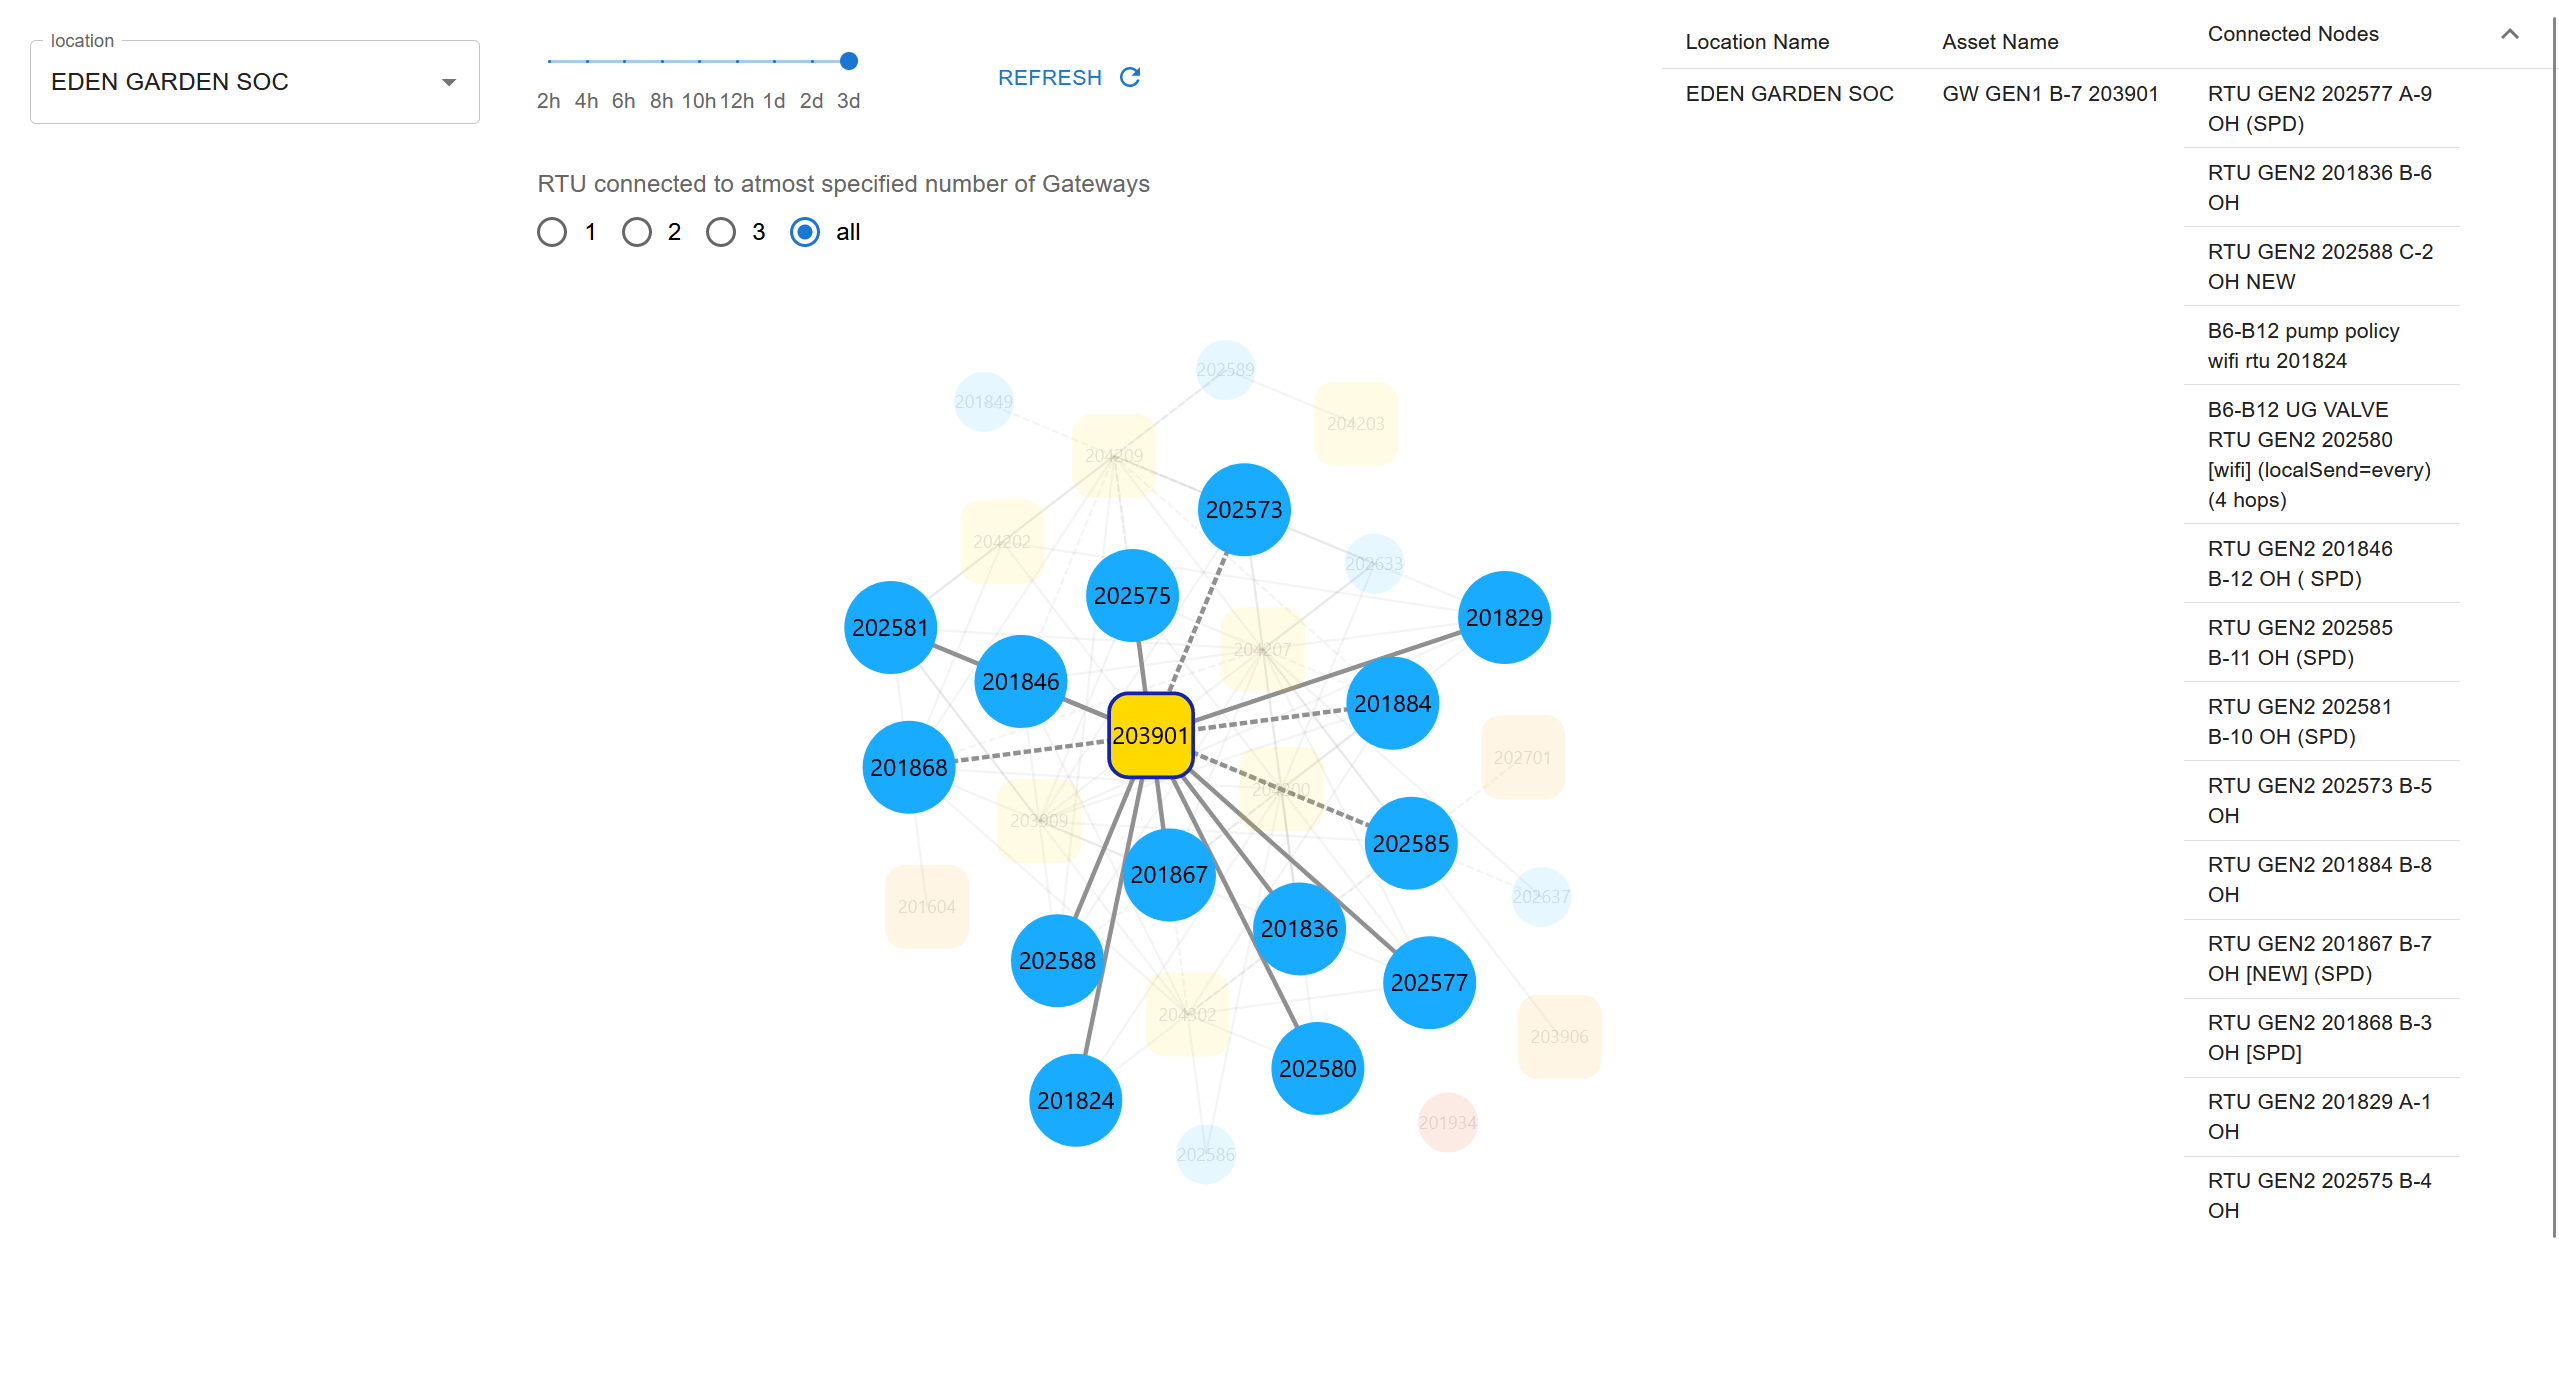 location
EDEN GARDEN SOC
2h 4h 6h 8h 10h 12h 1d 2d 3d
REFRESH
RTU connected to atmost specified number of Gateways
1 2 3 all
Location Name Asset Name Connected Nodes
EDEN GARDEN SOC GW GEN1 B-7 203901
RTU GEN2 202577 A-9
OH (SPD)
RTU GEN2 201836 B-6
OH
RTU GEN2 202588 C-2
OH NEW
B6-B12 pump policy
wifi rtu 201824
B6-B12 UG VALVE
RTU GEN2 202580
[wifi] (localSend=every)
(4 hops)
RTU GEN2 201846
B-12 OH ( SPD)
RTU GEN2 202585
B-11 OH (SPD)
RTU GEN2 202581
B-10 OH (SPD)
RTU GEN2 202573 B-5
OH
RTU GEN2 201884 B-8
OH
RTU GEN2 201867 B-7
OH [NEW] (SPD)
RTU GEN2 201868 B-3
OH [SPD]
RTU GEN2 201829 A-1
OH
RTU GEN2 202575 B-4
OH
202589
201849
204203
204209
202573
204202
202633
202575
201829
202581
204207
201846
201884
203901
202701
201868
204200
203909
202585
201867
202637
201604
201836
202588
202577
204302
203906
202580
201824
201934
202586